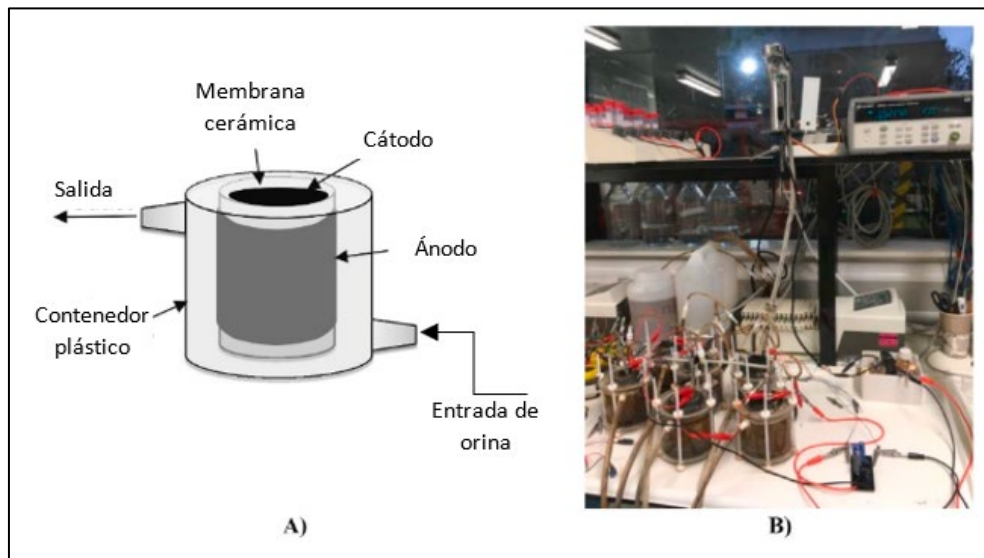 Membrana
cerámica
Cátodo
Salida
Ánodo
Contenedor
plástico
Entrada de
orina
A)
B)